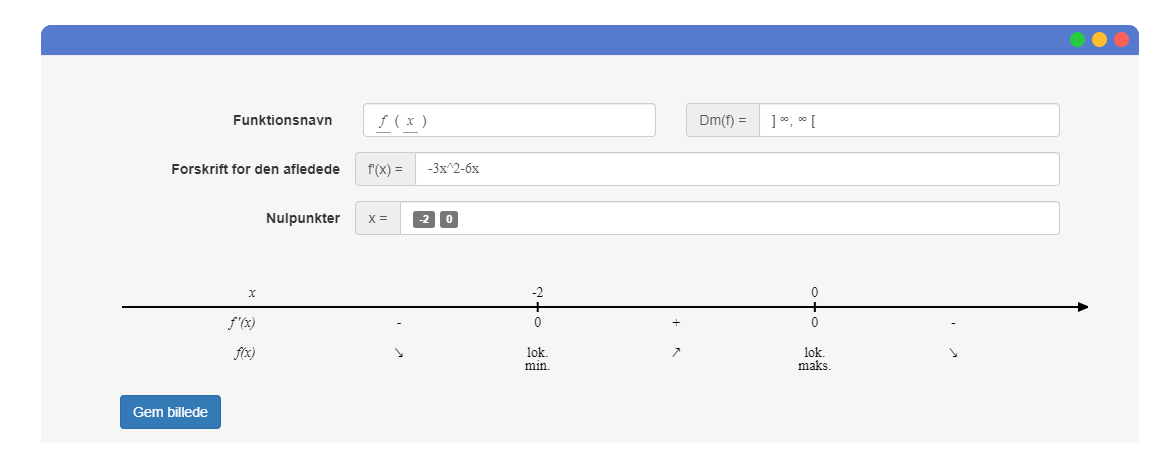 Funktionsnavn f ( x ) Dm(f) = ] ∞, ∞ [
Forskrift for den afledede f'(x) = -3x^2-6x
Nulpunkter x = -2 0
x -2 0
f'(x) - 0 + 0 -
f(x) ↘ lok. min. ↗ lok. maks. ↘
Gem billede